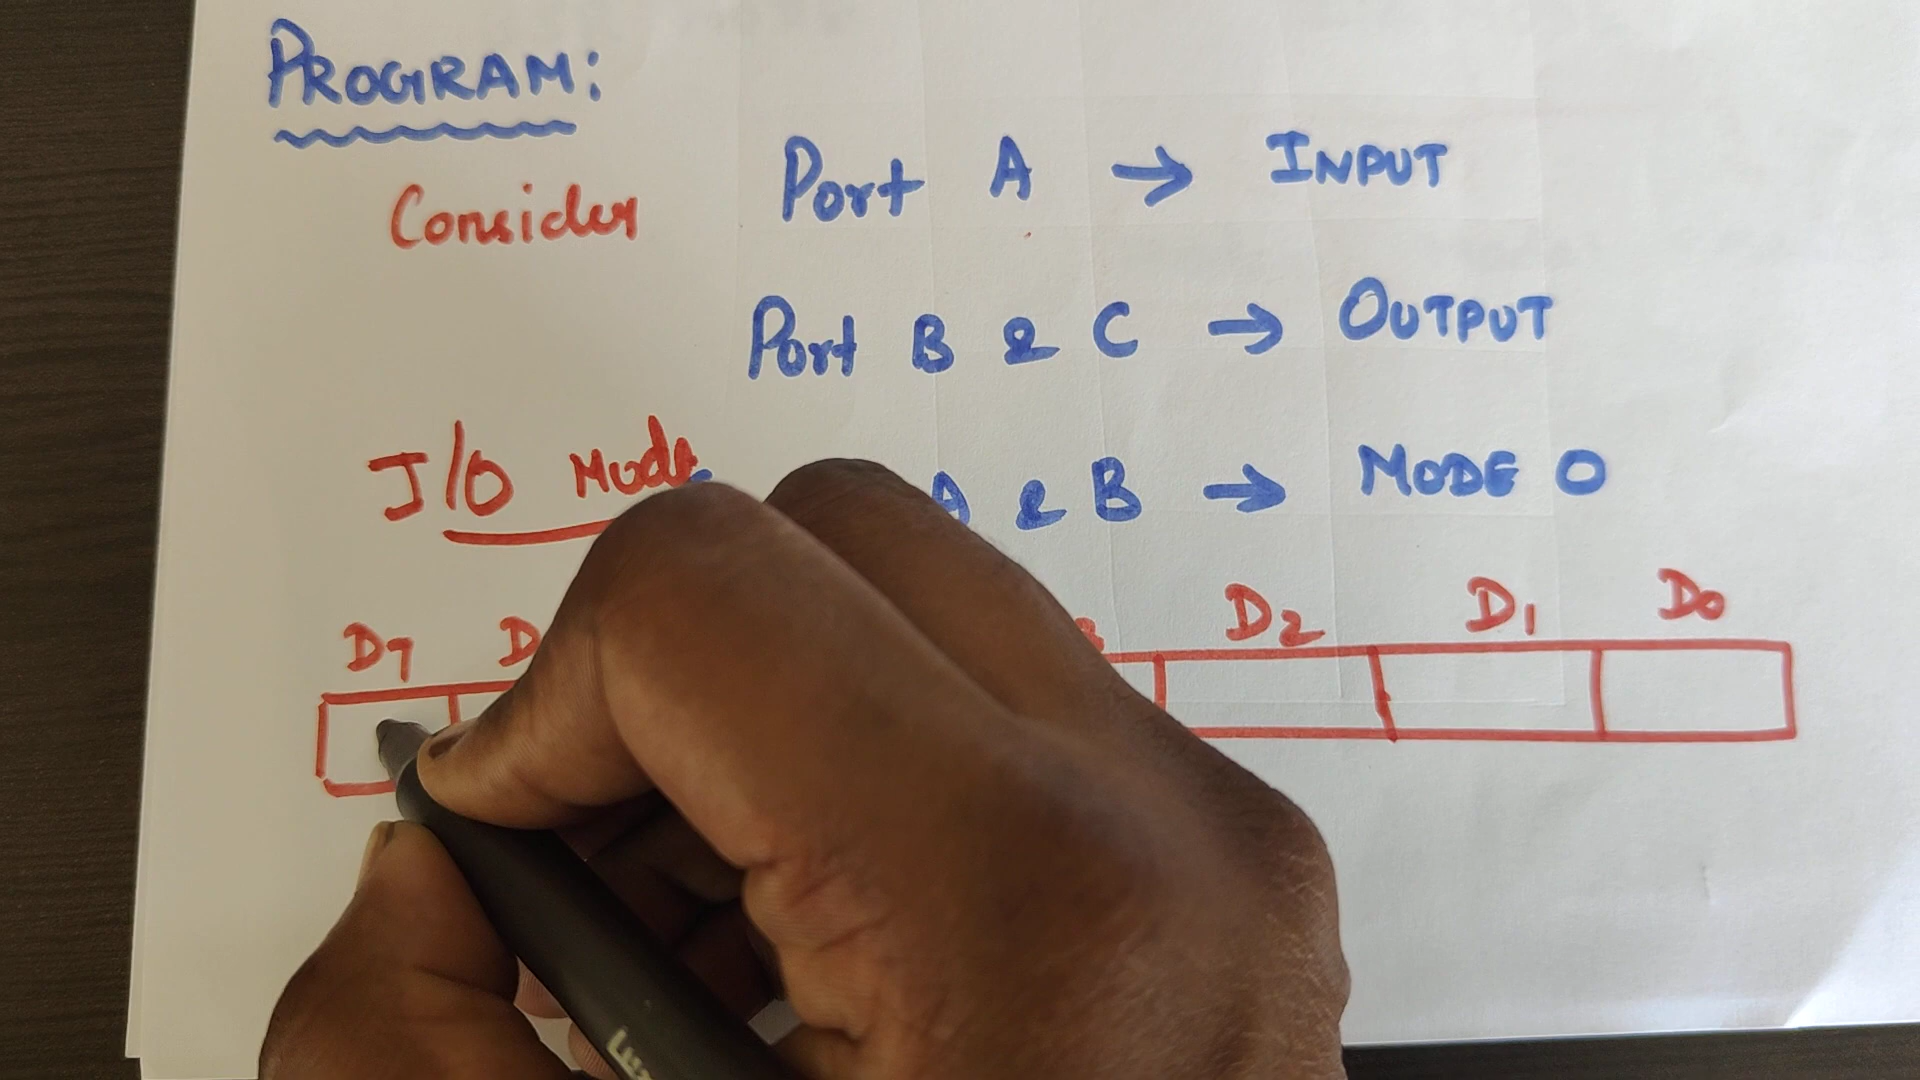 PROGRAM:
Consider Port A → INPUT
Port B & C → OUTPUT
I/O Mode A & B → MODE 0
D7 D2 D1 D0